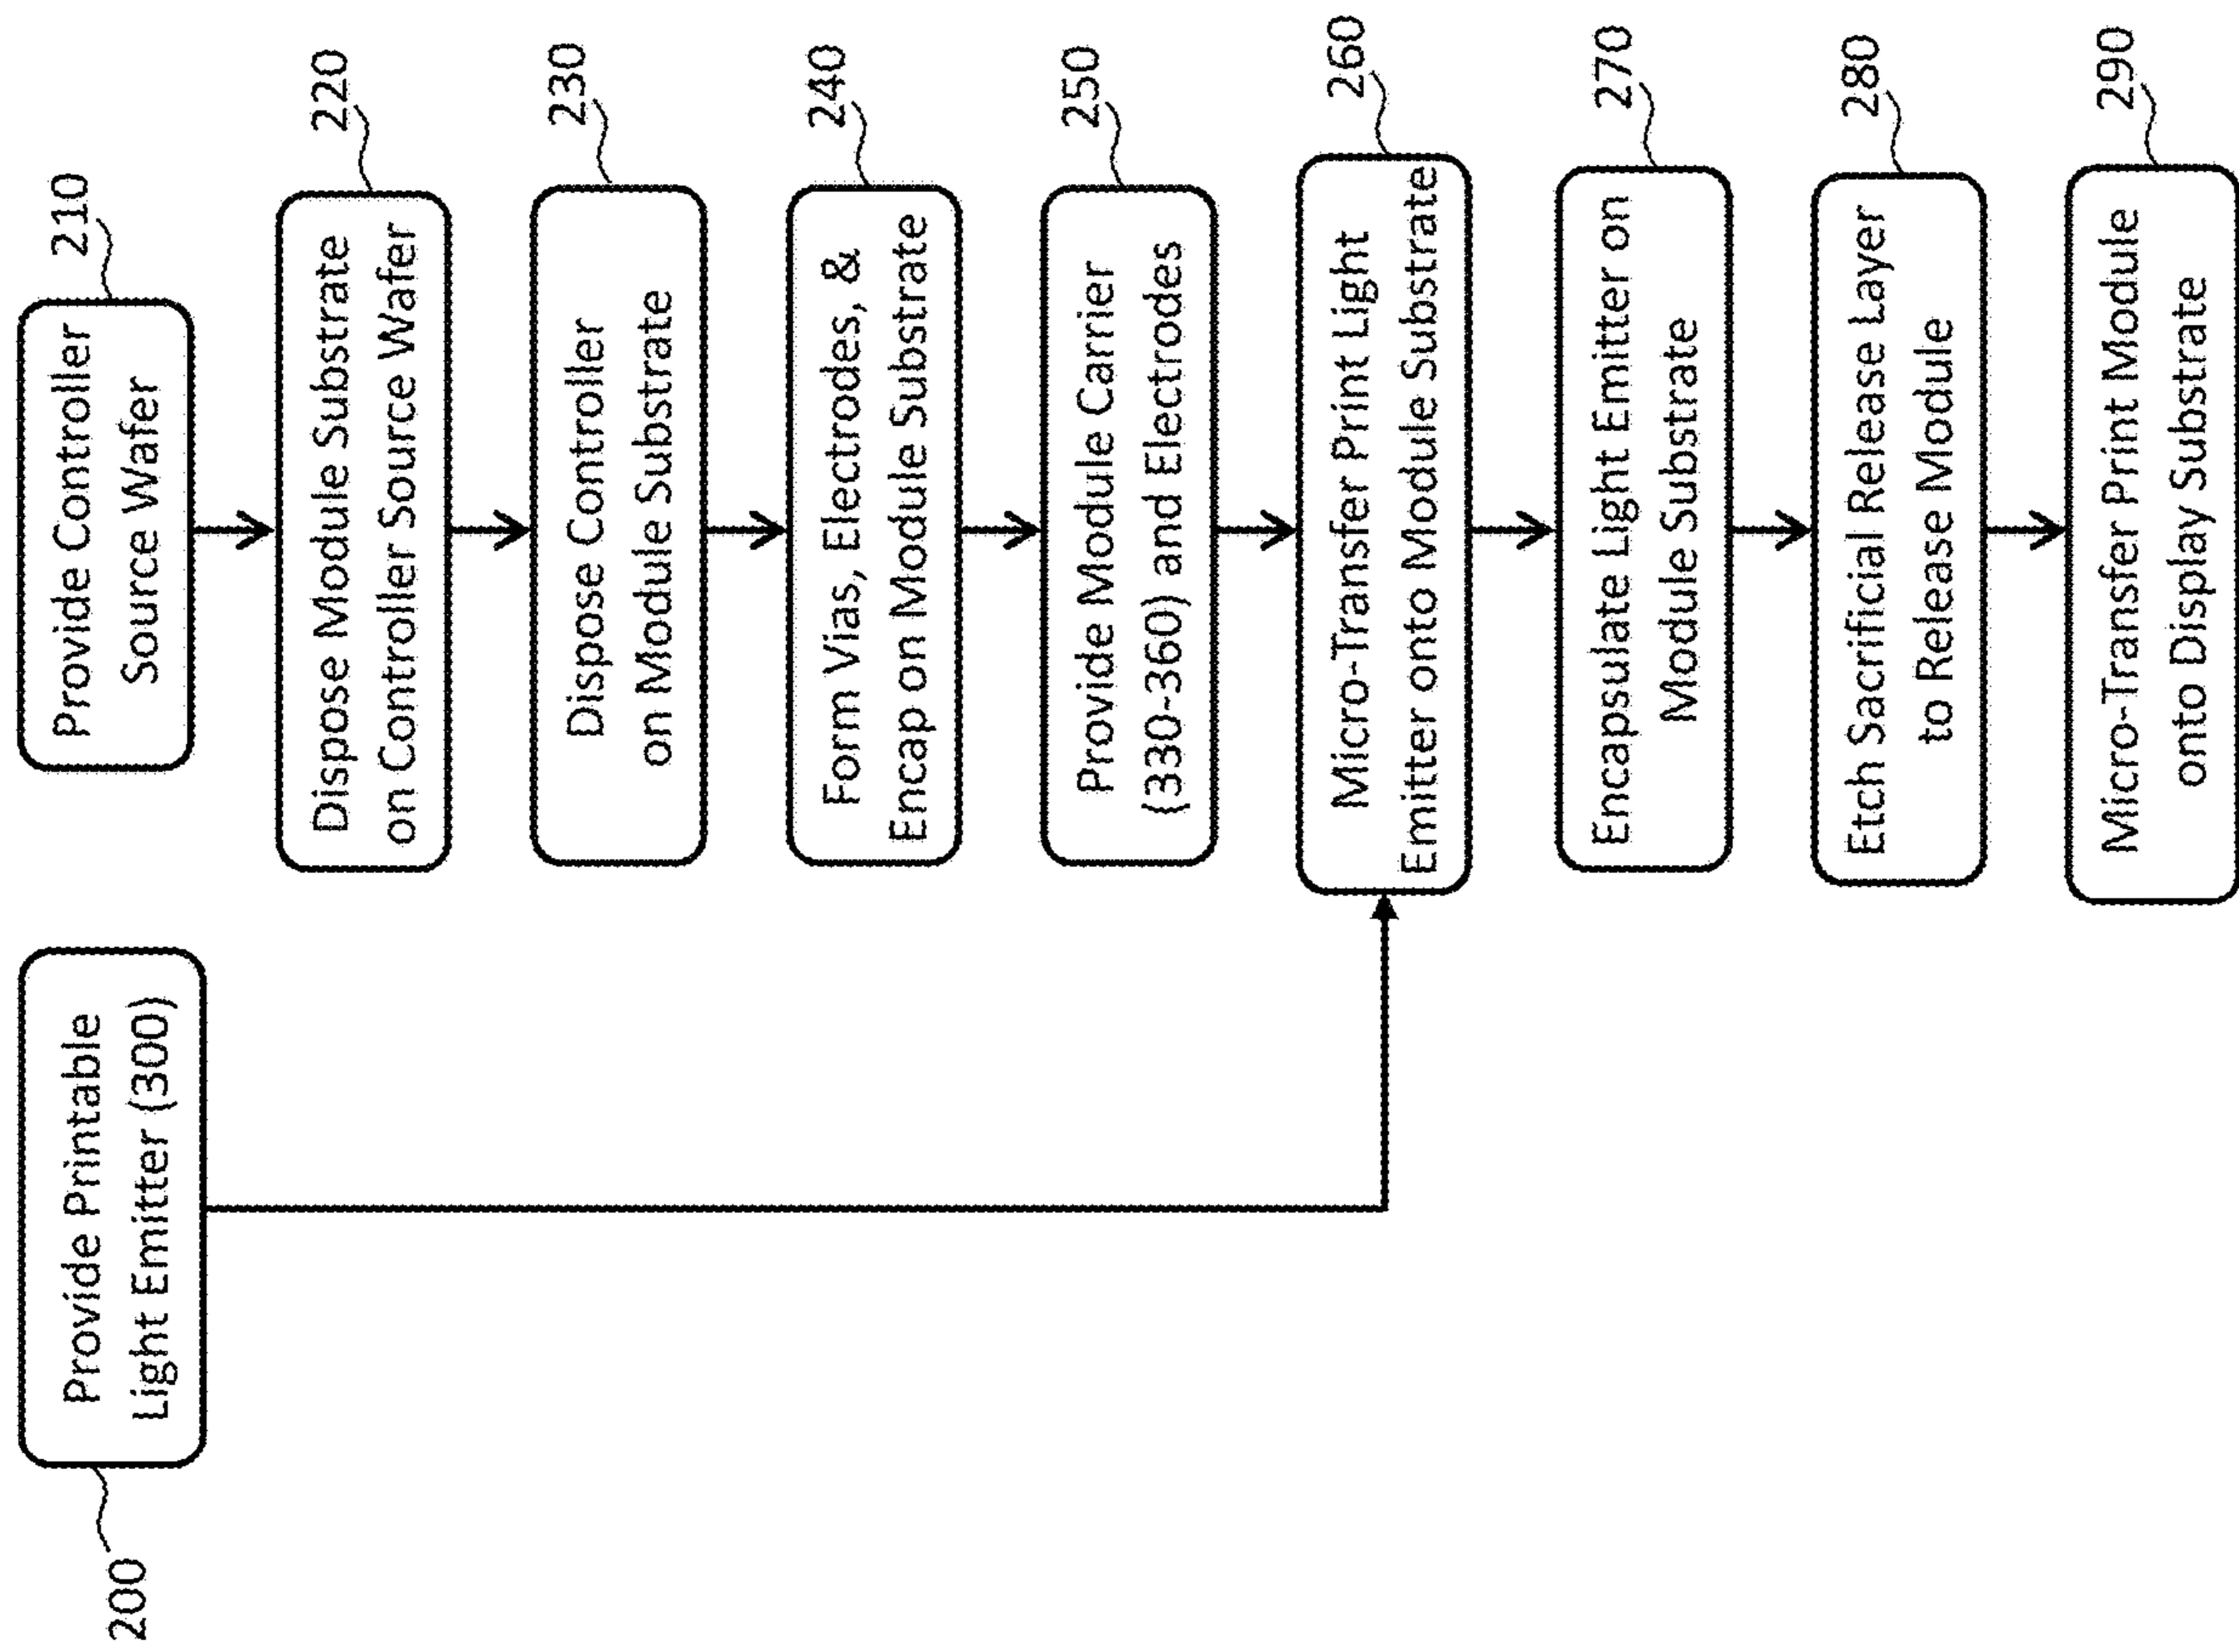 200
Provide Printable
Light Emitter (300)
210
Provide Controller
Source Wafer
220
Dispose Module Substrate
on Controller Source Wafer
230
Dispose Controller
on Module Substrate
240
Form Vias, Electrodes, &
Encap on Module Substrate
250
Provide Module Carrier
(330-360) and Electrodes
260
Micro-Transfer Print Light
Emitter onto Module Substrate
270
Encapsulate Light Emitter on
Module Substrate
280
Etch Sacrificial Release Layer
to Release Module
290
Micro-Transfer Print Module
onto Display Substrate